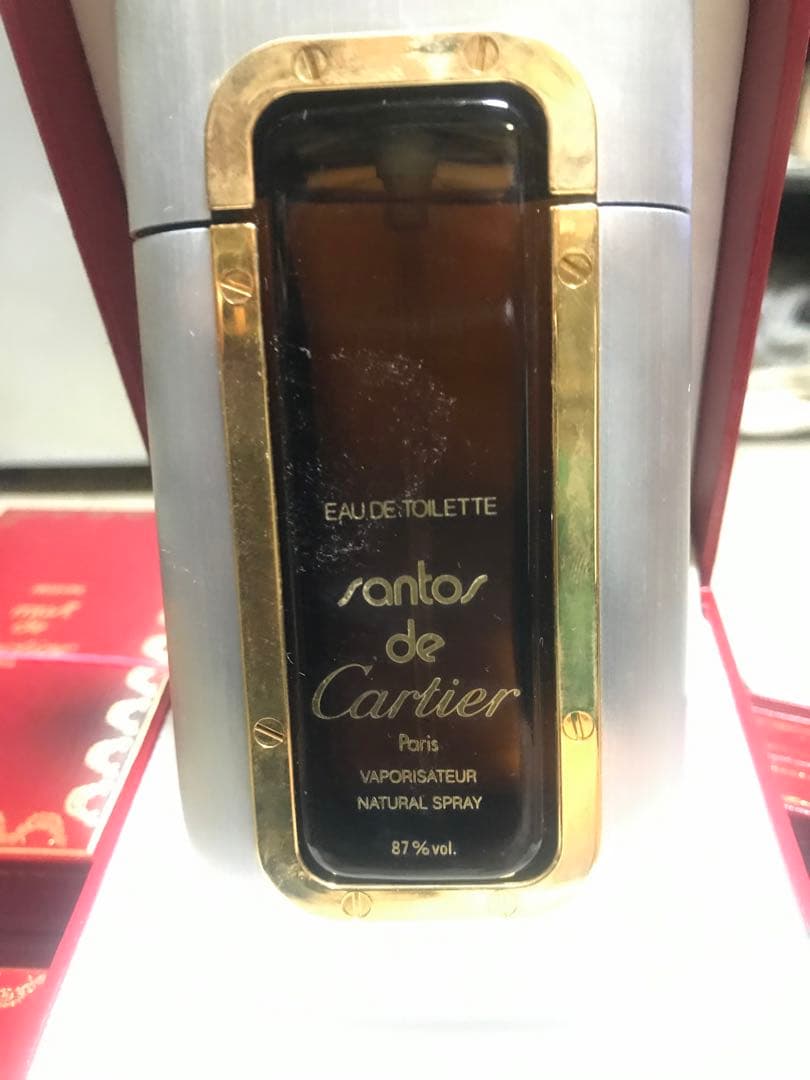 EAU DE TOILETTE
santos
de
Cartier
Paris
VAPORISATEUR
NATURAL SPRAY
87% vol.